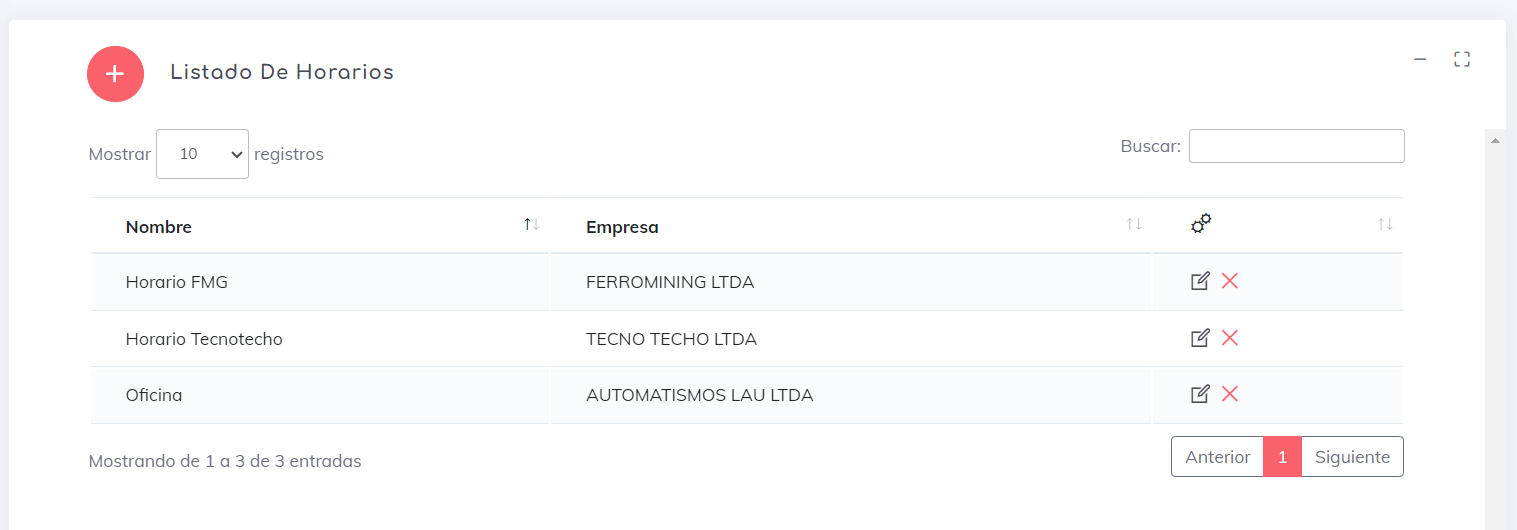 Listado De Horarios
Mostrar 10 registros
Buscar:
Nombre Empresa
Horario FMG FERROMINING LTDA
Horario Tecnotecho TECNO TECHO LTDA
Oficina AUTOMATISMOS LAU LTDA
Mostrando de 1 a 3 de 3 entradas
Anterior 1 Siguiente